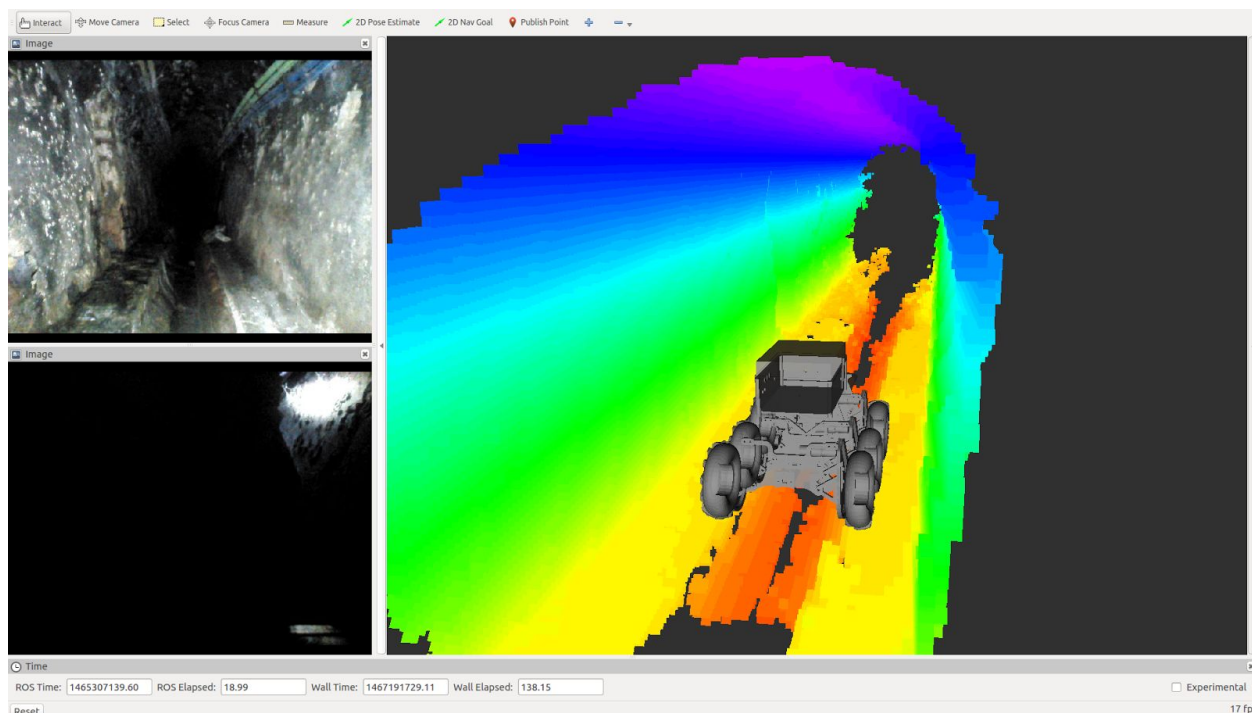 Interact Move Camera Select Focus Camera Measure 2D Pose Estimate 2D Nav Goal Publish Point
Image
Image
Time
ROS Time: 1465307139.60 ROS Elapsed: 18.99 Wall Time: 1467191729.11 Wall Elapsed: 138.15 Experimental
Reset 17 fp